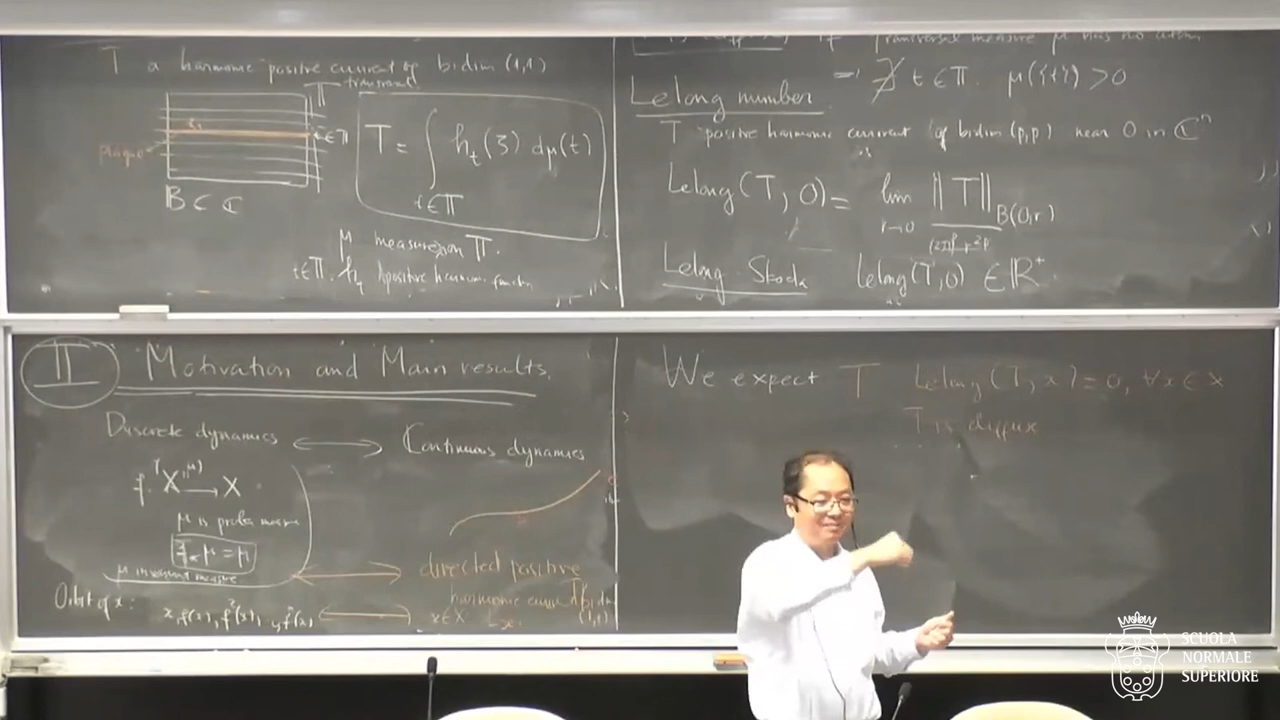 T a harmonic positive current of bidim (1,1)
𝕋
transversal
t ∈ 𝕋
plaque
B ⊂ ℂ
T = ∫_{t∈𝕋} h_t(ʒ) dμ(t)
μ measure on 𝕋.
t∈𝕋. h_t positive harmonic function
if transversal measure μ has no atom
∄ t ∈ 𝕋. μ({t}) > 0
Lelong number.
T positive harmonic current of bidim (p,p) near 0 in ℂⁿ
Lelong(T, 0) = lim_{r→0} ‖T‖_{B(0,r)}
Lelong Skoda Lelong(T,0) ∈ ℝ⁺
II Motivation and Main results.
Discrete dynamics ⟷ Continuous dynamics
f: X → X
μ is proba measure
f_* μ = μ
μ invariant measure
⟷ directed positive
harmonic current T bidim (1,1)
Orbit of x: x, f(x), f²(x), ⟷ x∈X L_x
We expect T Lelong(T, x) = 0, ∀x ∈ X
T is diffuse
SCUOLA
NORMALE
SUPERIORE